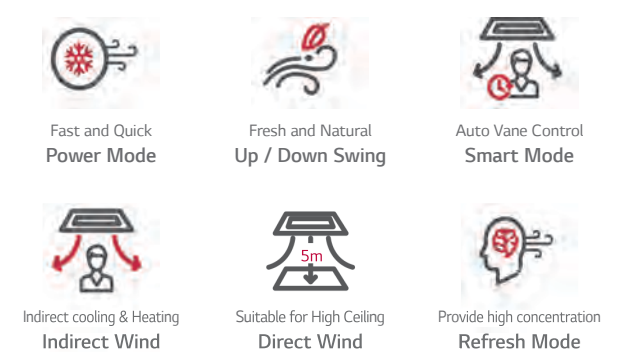 Fast and Quick
Power Mode
Fresh and Natural
Up / Down Swing
Auto Vane Control
Smart Mode
Indirect cooling & Heating
Indirect Wind
5m
Suitable for High Ceiling
Direct Wind
Provide high concentration
Refresh Mode